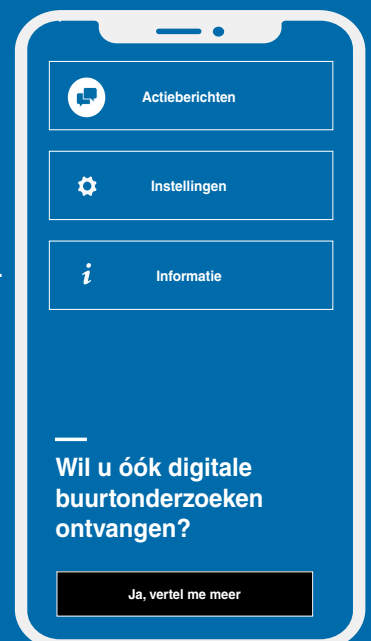 Actieberichten
Instellingen
Informatie
Wil u óók digitale
buurtonderzoeken
ontvangen?
Ja, vertel me meer